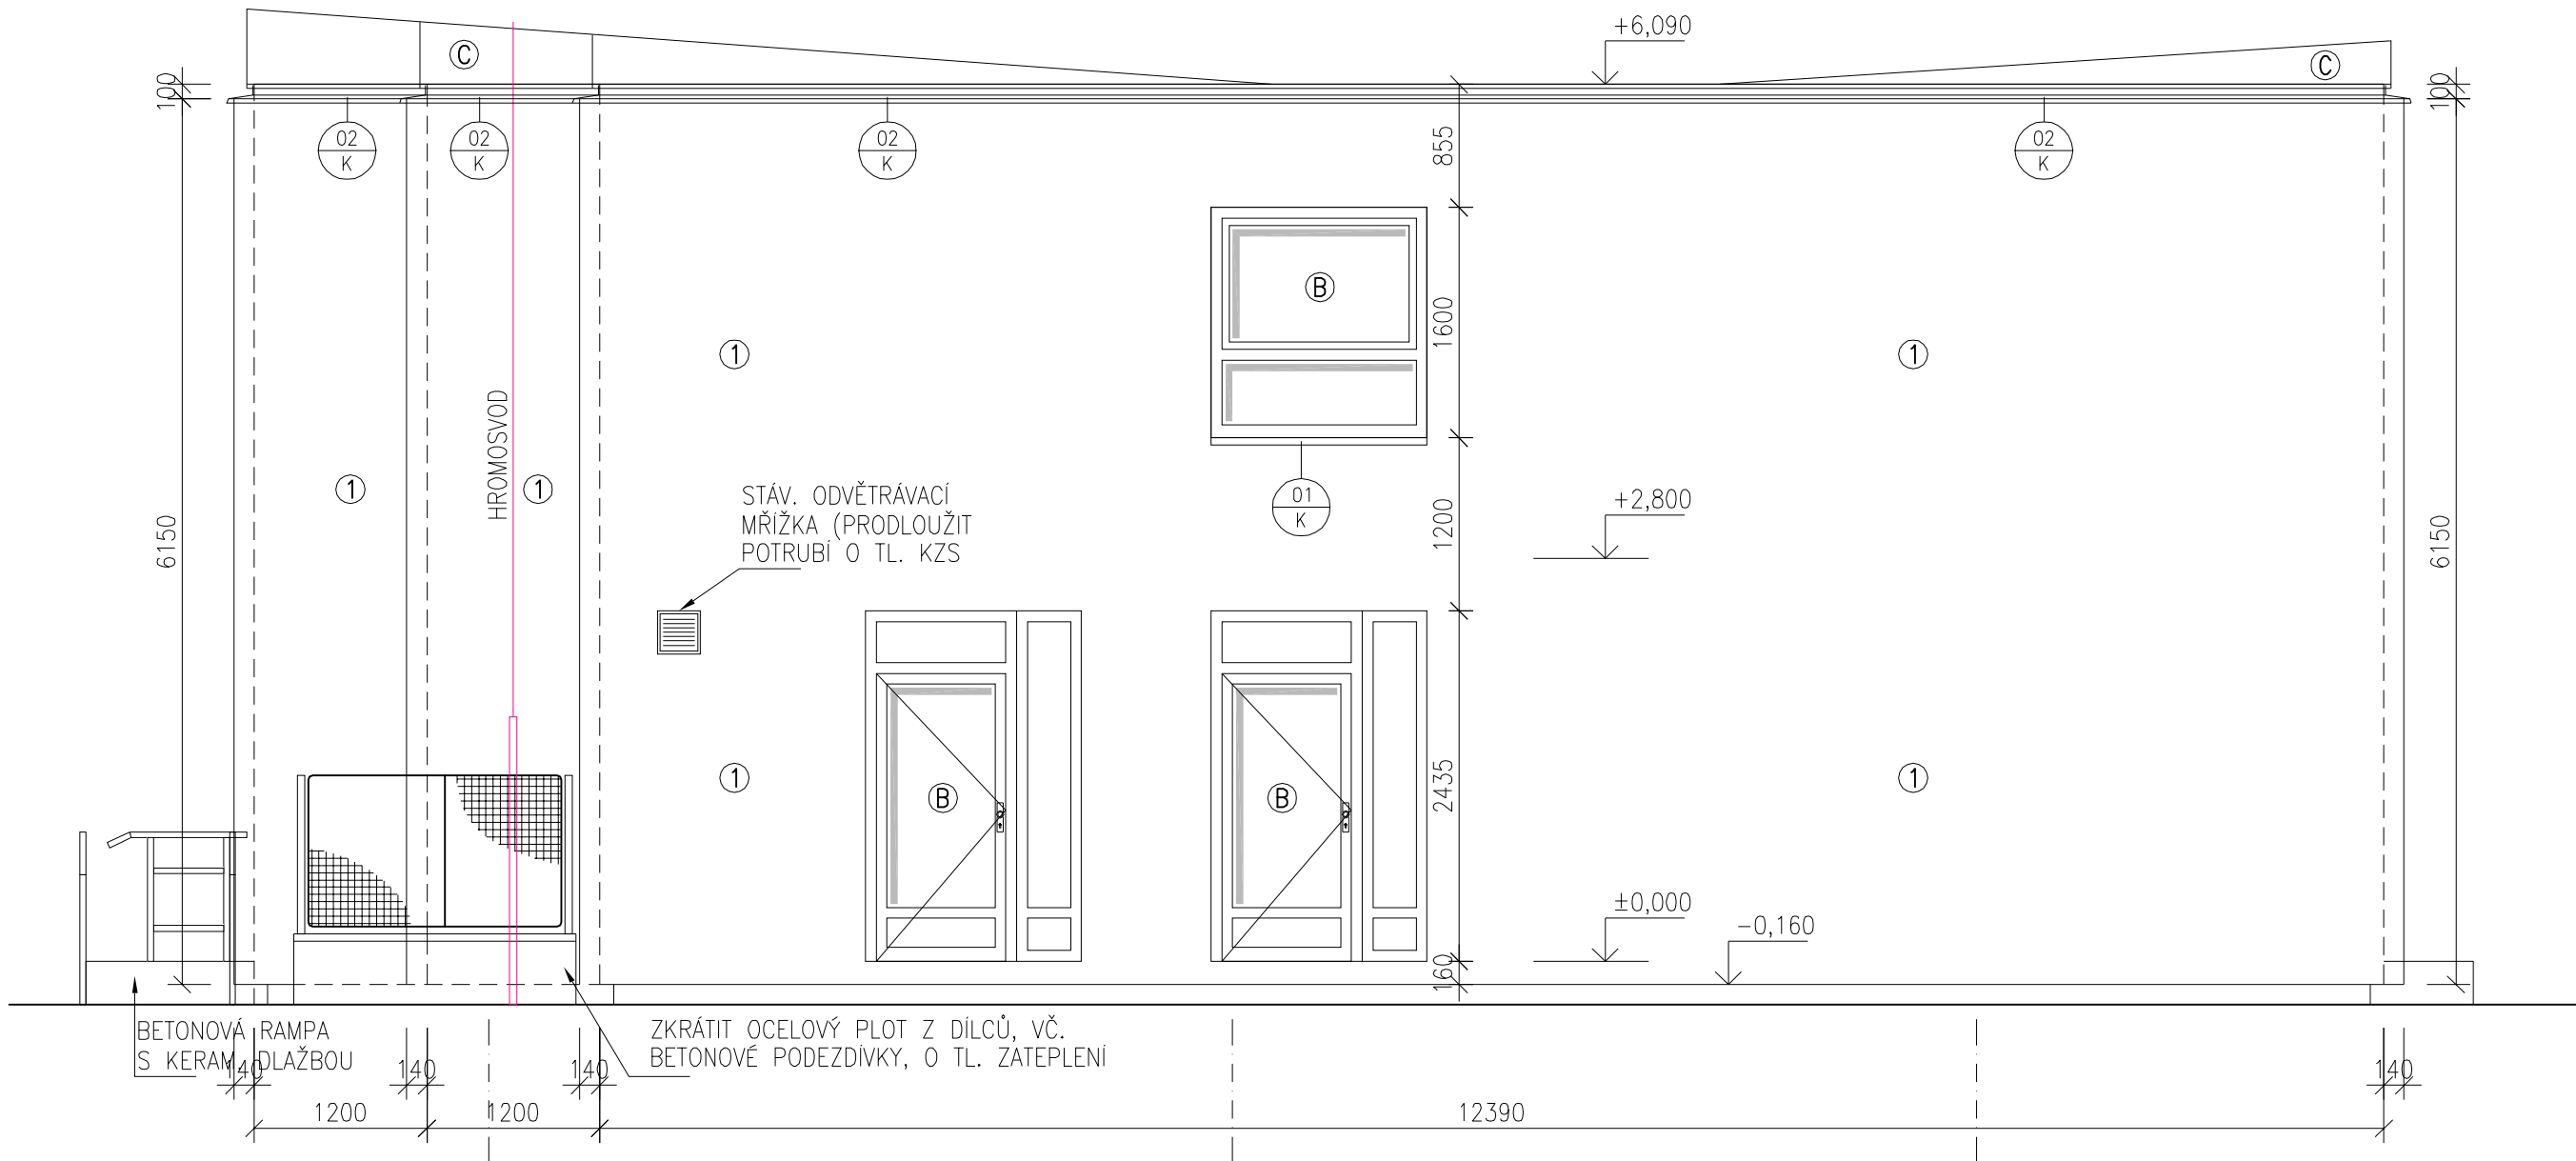 +6,090
C
C
100
100
02
K
02
K
02
K
02
K
855
B
1600
1
1
HROMOSVOD
1
1
STÁV. ODVĚTRÁVACÍ
MŘÍŽKA (PRODLOUŽIT
POTRUBÍ O TL. KZS
01
K
+2,800
1200
6150
6150
1
B
B
2435
1
±0,000
-0,160
160
BETONOVÁ RAMPA
S KERAM. DLAŽBOU
ZKRÁTIT OCELOVÝ PLOT Z DÍLCŮ, VČ.
BETONOVÉ PODEZDÍVKY, O TL. ZATEPLENÍ
140
140
140
140
1200
1200
12390